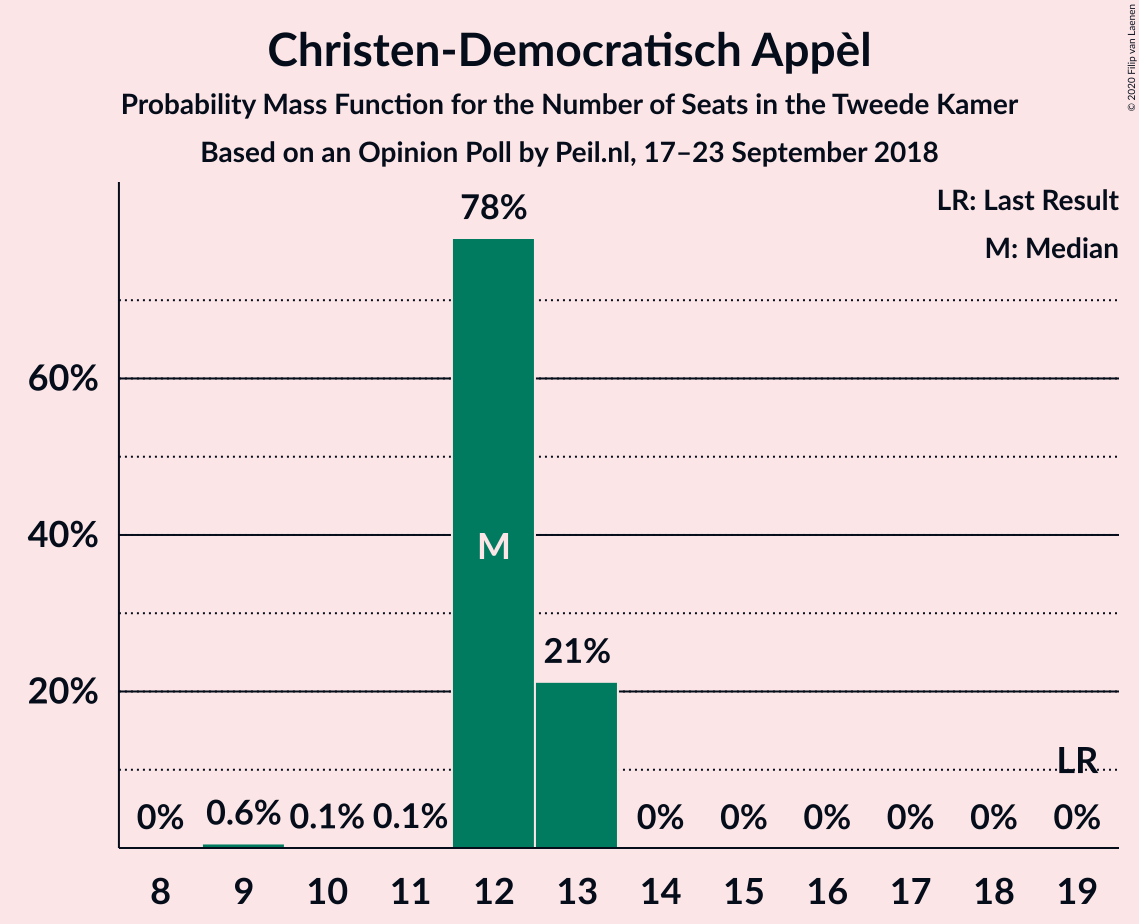 Christen-Democratisch Appèl
Probability Mass Function for the Number of Seats in the Tweede Kamer
Based on an Opinion Poll by Peil.nl, 17–23 September 2018
© 2020 Filip van Laenen
LR: Last Result
M: Median
78%
60%
40%
M
21%
20%
LR
0% 0.6% 0.1% 0.1% 0% 0% 0% 0% 0% 0%
8 9 10 11 12 13 14 15 16 17 18 19